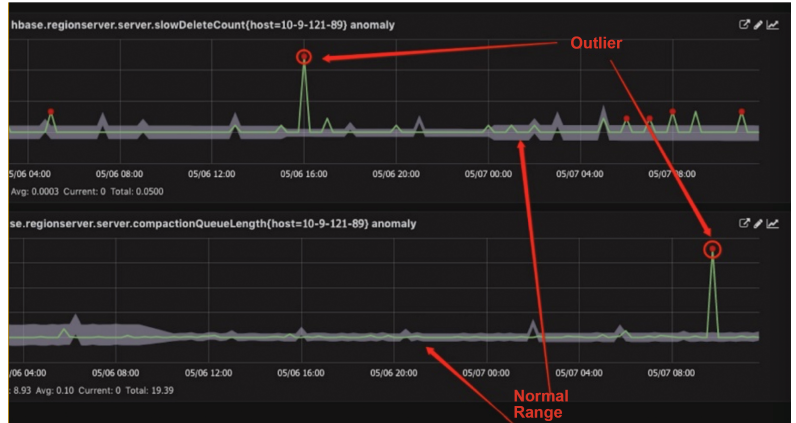 hbase.regionserver.server.slowDeleteCount{host=10-9-121-89} anomaly
Outlier
5/06 04:00 05/06 08:00 05/06 12:00 05/06 16:00 05/06 20:00 05/07 00:00 05/07 04:00 05/07 08:00
Avg: 0.0003 Current: 0 Total: 0.0500
se.regionserver.server.compactionQueueLength{host=10-9-121-89} anomaly
/06 04:00 05/06 08:00 05/06 12:00 05/06 16:00 05/06 20:00 05/07 00:00 05/07 04:00 05/07 08:00
: 8.93 Avg: 0.10 Current: 0 Total: 19.39
Normal
Range